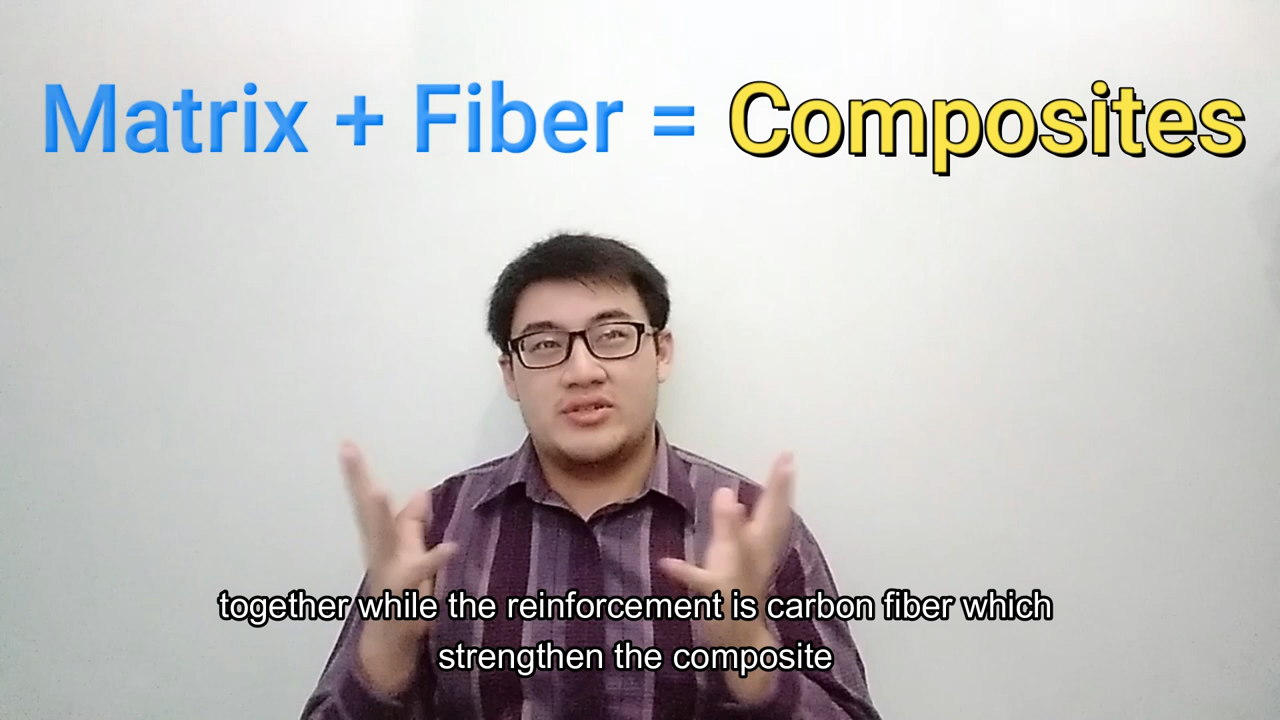 Matrix + Fiber = Composites
together while the reinforcement is carbon fiber which
strengthen the composite